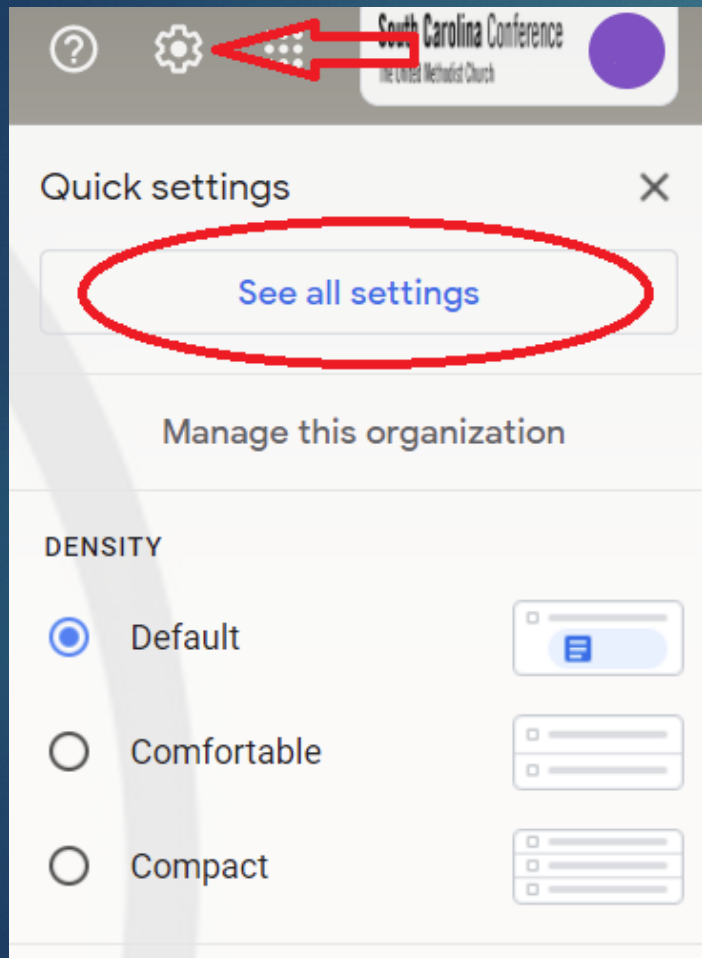 South Carolina Conference
The United Methodist Church
Quick settings
See all settings
Manage this organization
DENSITY
Default
Comfortable
Compact